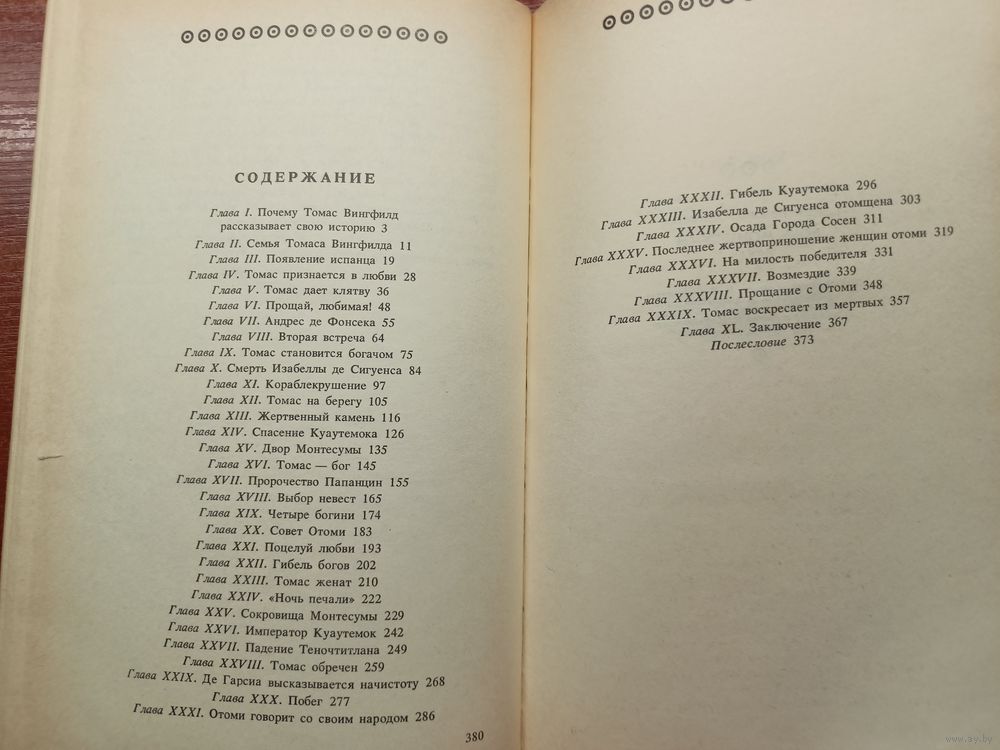 СОДЕРЖАНИЕ
Глава I. Почему Томас Вингфилд
рассказывает свою историю 3
Глава II. Семья Томаса Вингфилда 11
Глава III. Появление испанца 19
Глава IV. Томас признается в любви 28
Глава V. Томас дает клятву 36
Глава VI. Прощай, любимая! 48
Глава VII. Андрес де Фонсека 55
Глава VIII. Вторая встреча 64
Глава IX. Томас становится богачом 75
Глава X. Смерть Изабеллы де Сигуенса 84
Глава XI. Кораблекрушение 97
Глава XII. Томас на берегу 105
Глава XIII. Жертвенный камень 116
Глава XIV. Спасение Куаутемока 126
Глава XV. Двор Монтесумы 135
Глава XVI. Томас — бог 145
Глава XVII. Пророчество Папанцин 155
Глава XVIII. Выбор невест 165
Глава XIX. Четыре богини 174
Глава XX. Совет Отоми 183
Глава XXI. Поцелуй любви 193
Глава XXII. Гибель богов 202
Глава XXIII. Томас женат 210
Глава XXIV. «Ночь печали» 222
Глава XXV. Сокровища Монтесумы 229
Глава XXVI. Император Куаутемок 242
Глава XXVII. Падение Теночтитлана 249
Глава XXVIII. Томас обречен 259
Глава XXIX. Де Гарсиа высказывается начистоту 268
Глава XXX. Побег 277
Глава XXXI. Отоми говорит со своим народом 286
380
Глава XXXII. Гибель Куаутемока 296
Глава XXXIII. Изабелла де Сигуенса отомщена 303
Глава XXXIV. Осада Города Сосен 311
Глава XXXV. Последнее жертвоприношение женщин отоми 319
Глава XXXVI. На милость победителя 331
Глава XXXVII. Возмездие 339
Глава XXXVIII. Прощание с Отоми 348
Глава XXXIX. Томас воскресает из мертвых 357
Глава XL. Заключение 367
Послесловие 373
www.ay.by